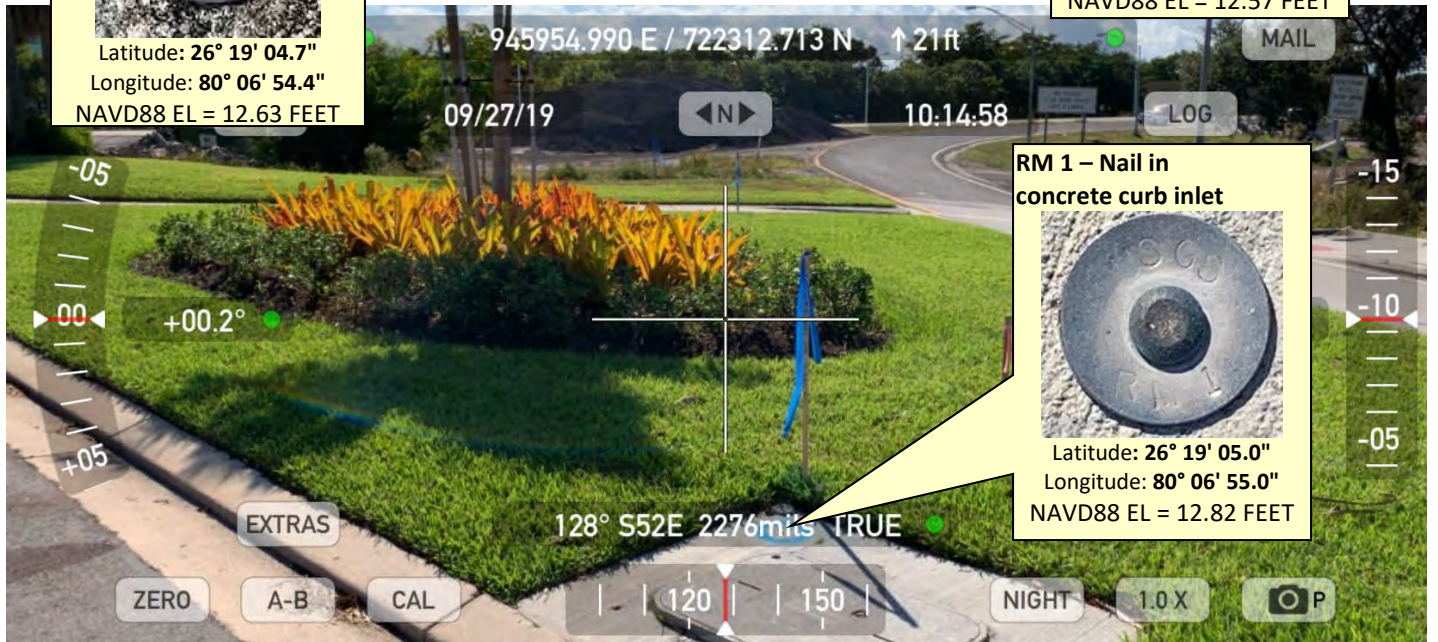 NAVD88 EL = 12.57 FEET
Latitude: 26° 19' 04.7"
Longitude: 80° 06' 54.4"
NAVD88 EL = 12.63 FEET
945954.990 E / 722312.713 N ↑ 21ft
MAIL
09/27/19
◀N▶
10:14:58
LOG
-05
00
+05
+00.2°
-15
-10
-05
RM 1 – Nail in
concrete curb inlet
RM 1
Latitude: 26° 19' 05.0"
Longitude: 80° 06' 55.0"
NAVD88 EL = 12.82 FEET
EXTRAS
128° S52E 2276mils TRUE
ZERO
A-B
CAL
120
150
NIGHT
1.0 X
P